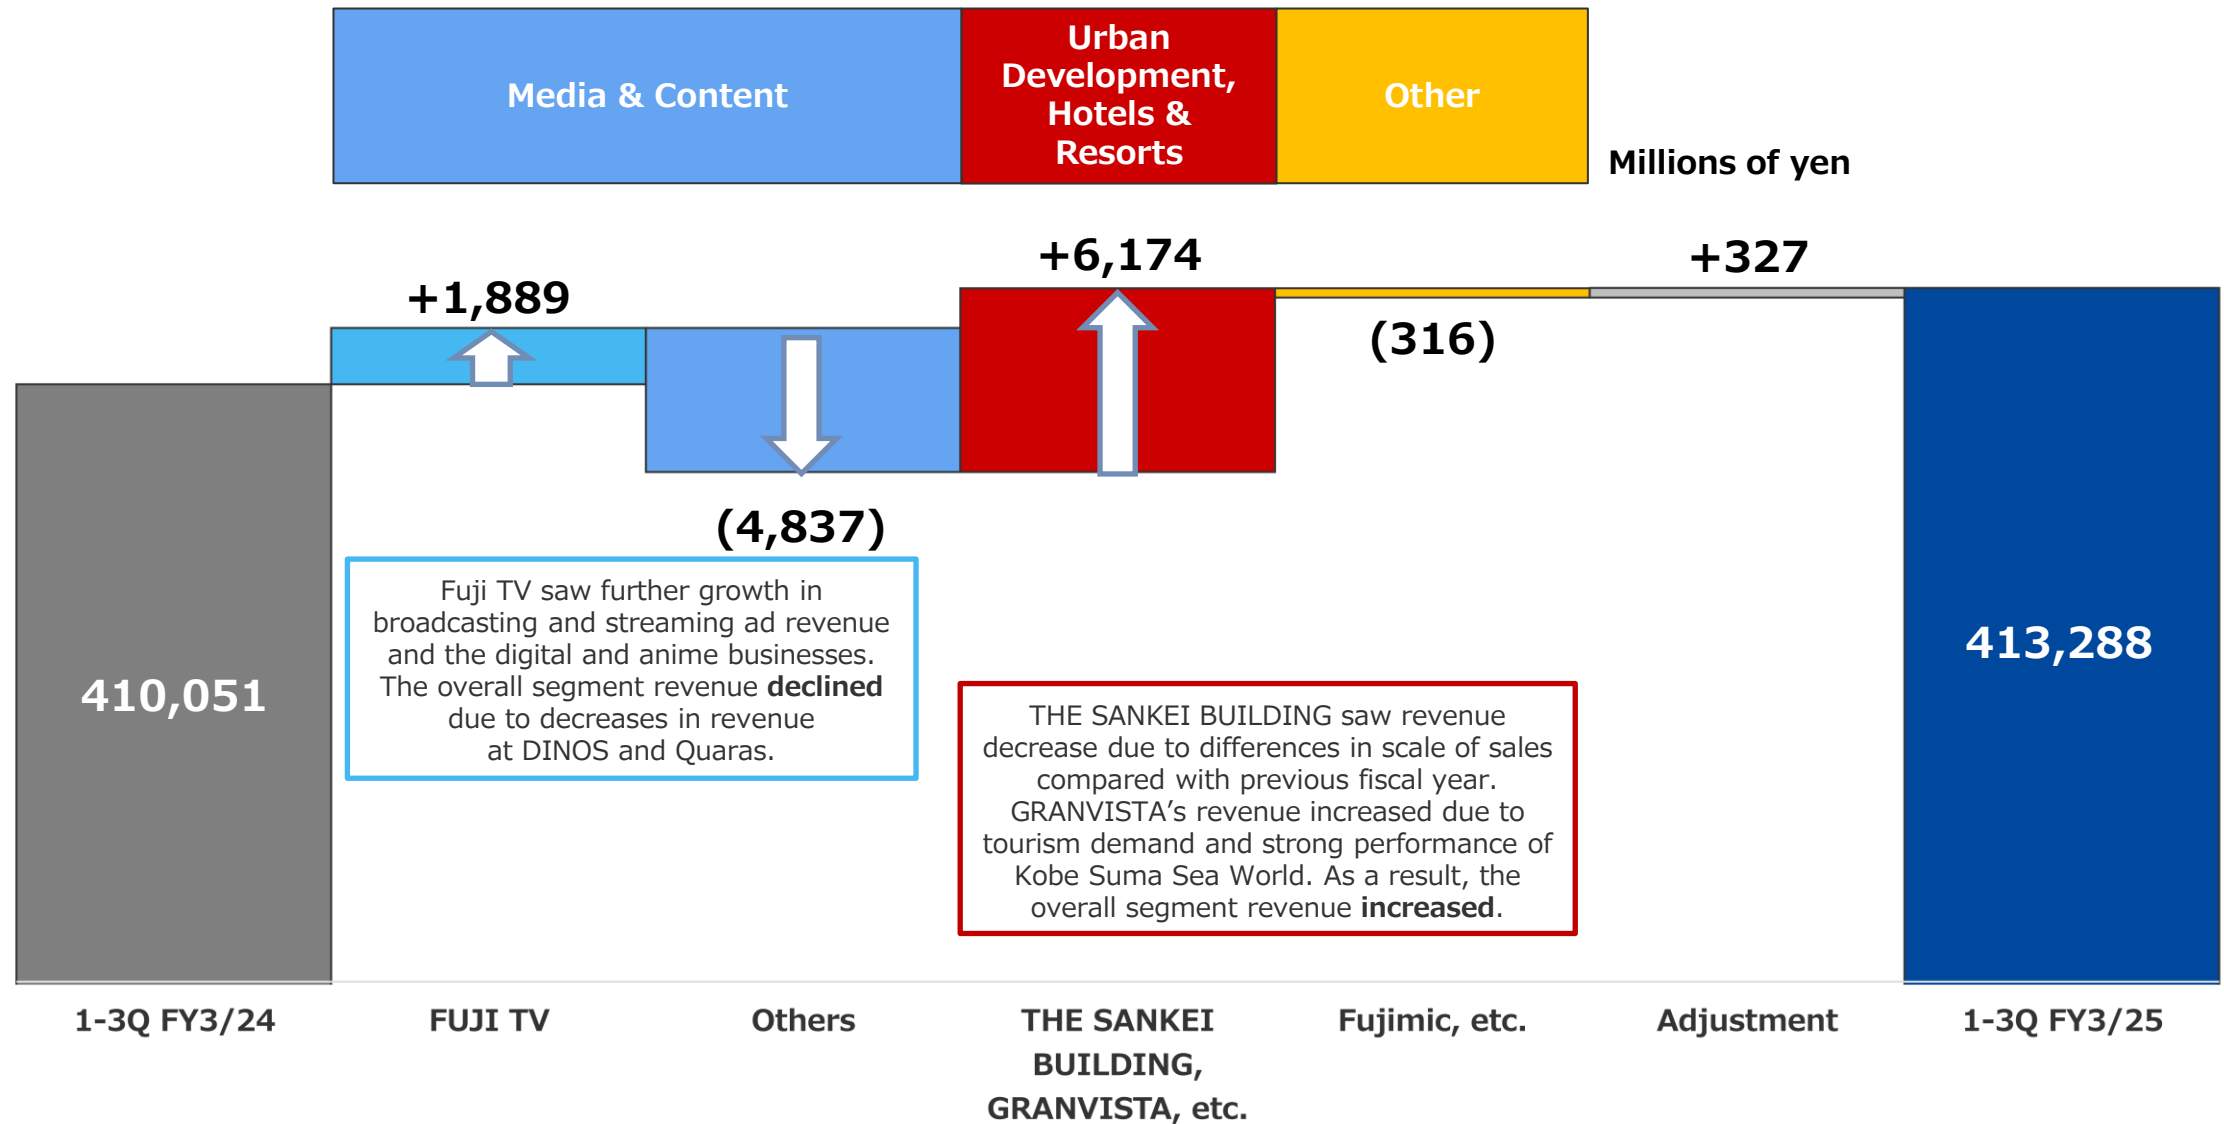 Media & Content
Urban
Development,
Hotels &
Resorts
Other
Millions of yen
+1,889
(4,837)
+6,174
(316)
+327
410,051
413,288
Fuji TV saw further growth in
broadcasting and streaming ad revenue
and the digital and anime businesses.
The overall segment revenue declined
due to decreases in revenue
at DINOS and Quaras.
THE SANKEI BUILDING saw revenue
decrease due to differences in scale of sales
compared with previous fiscal year.
GRANVISTA’s revenue increased due to
tourism demand and strong performance of
Kobe Suma Sea World. As a result, the
overall segment revenue increased.
1-3Q FY3/24
FUJI TV
Others
THE SANKEI
BUILDING,
GRANVISTA, etc.
Fujimic, etc.
Adjustment
1-3Q FY3/25